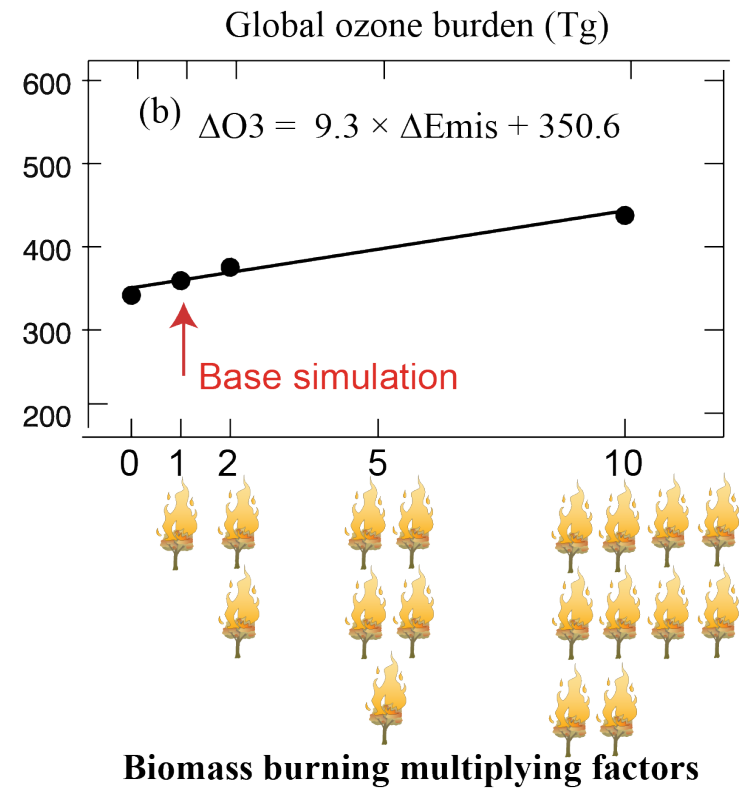 Global ozone burden (Tg)
600
(b) ΔO3 = 9.3 × ΔEmis + 350.6
500
400
300
Base simulation
200
0 1 2 5 10
Biomass burning multiplying factors